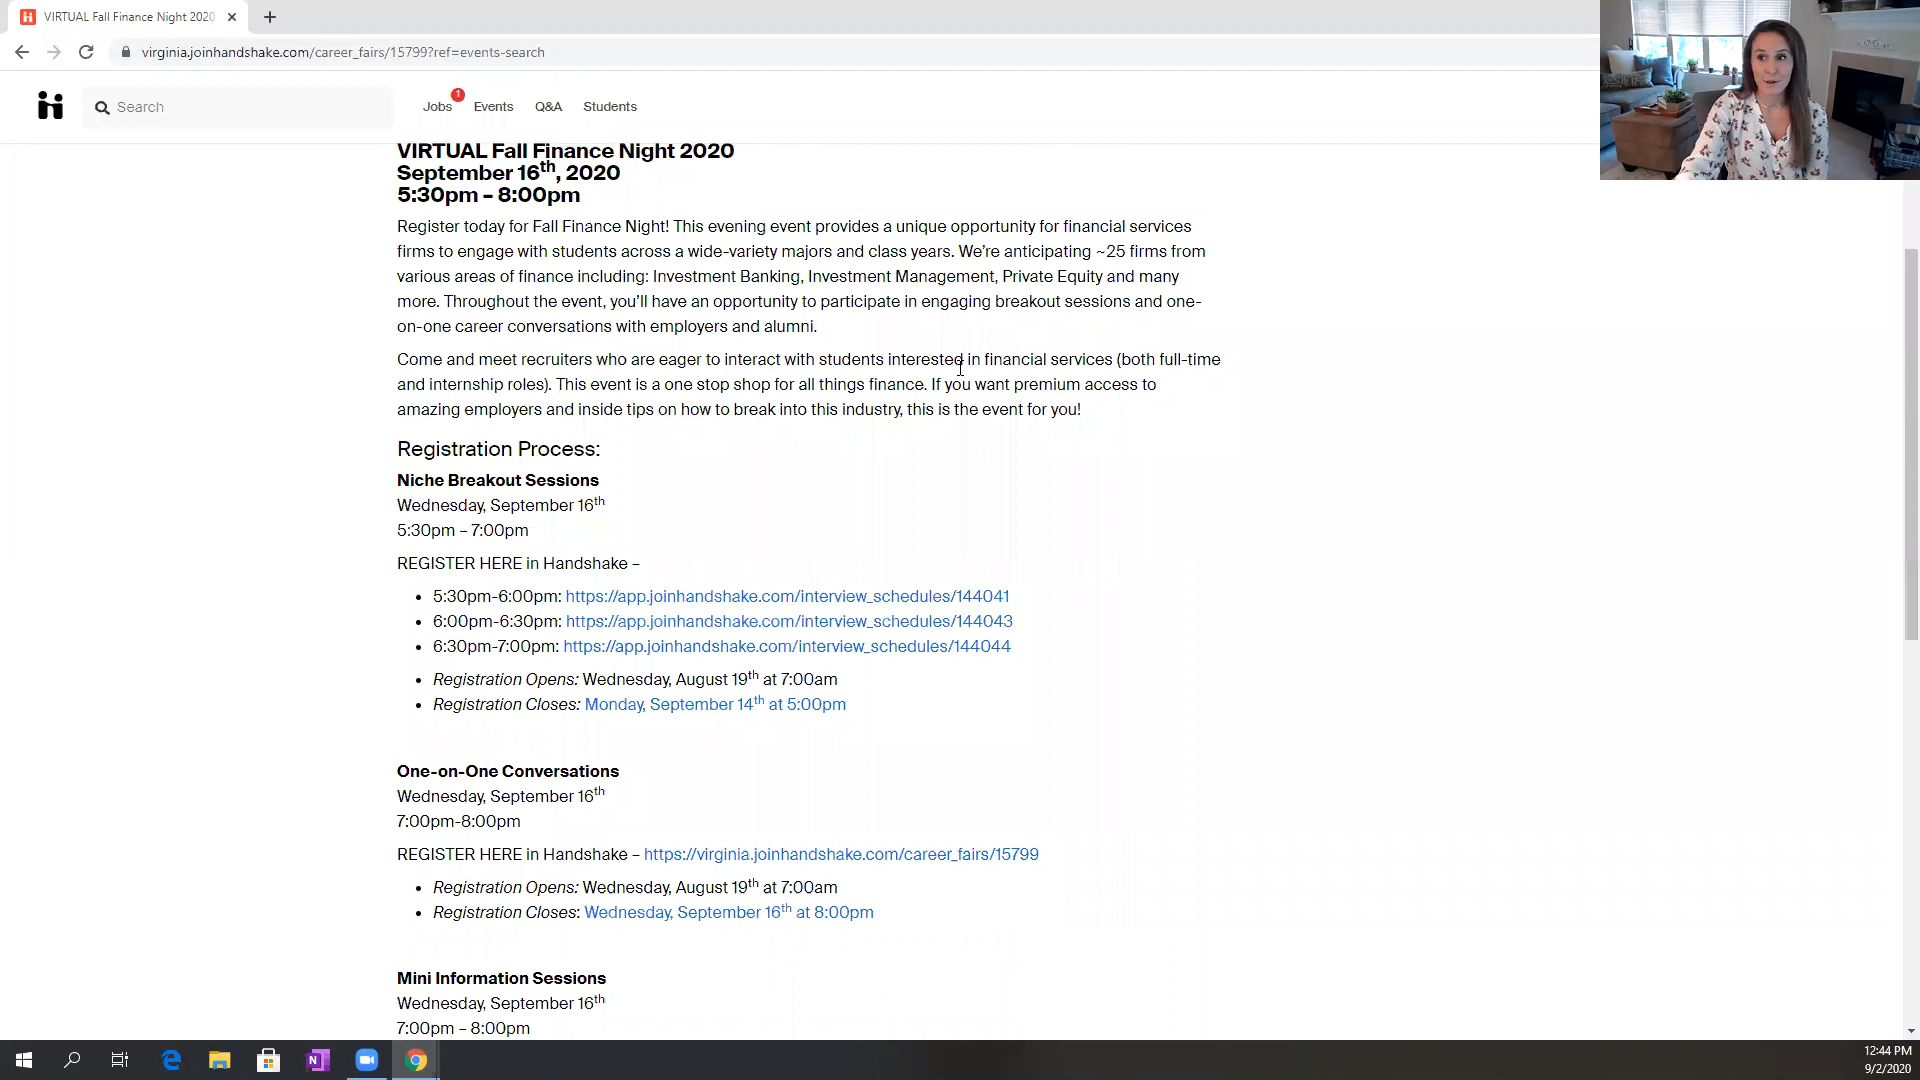 VIRTUAL Fall Finance Night 2020
virginia.joinhandshake.com/career_fairs/15799?ref=events-search
Search
Jobs 1 Events Q&A Students
VIRTUAL Fall Finance Night 2020
September 16th, 2020
5:30pm – 8:00pm
Register today for Fall Finance Night! This evening event provides a unique opportunity for financial services
firms to engage with students across a wide-variety majors and class years. We’re anticipating ~25 firms from
various areas of finance including: Investment Banking, Investment Management, Private Equity and many
more. Throughout the event, you’ll have an opportunity to participate in engaging breakout sessions and one-
on-one career conversations with employers and alumni.
Come and meet recruiters who are eager to interact with students interested in financial services (both full-time
and internship roles). This event is a one stop shop for all things finance. If you want premium access to
amazing employers and inside tips on how to break into this industry, this is the event for you!
Registration Process:
Niche Breakout Sessions
Wednesday, September 16th
5:30pm – 7:00pm
REGISTER HERE in Handshake –
• 5:30pm-6:00pm: https://app.joinhandshake.com/interview_schedules/144041
• 6:00pm-6:30pm: https://app.joinhandshake.com/interview_schedules/144043
• 6:30pm-7:00pm: https://app.joinhandshake.com/interview_schedules/144044
• Registration Opens: Wednesday, August 19th at 7:00am
• Registration Closes: Monday, September 14th at 5:00pm
One-on-One Conversations
Wednesday, September 16th
7:00pm-8:00pm
REGISTER HERE in Handshake – https://virginia.joinhandshake.com/career_fairs/15799
• Registration Opens: Wednesday, August 19th at 7:00am
• Registration Closes: Wednesday, September 16th at 8:00pm
Mini Information Sessions
Wednesday, September 16th
7:00pm – 8:00pm
12:44 PM
9/2/2020